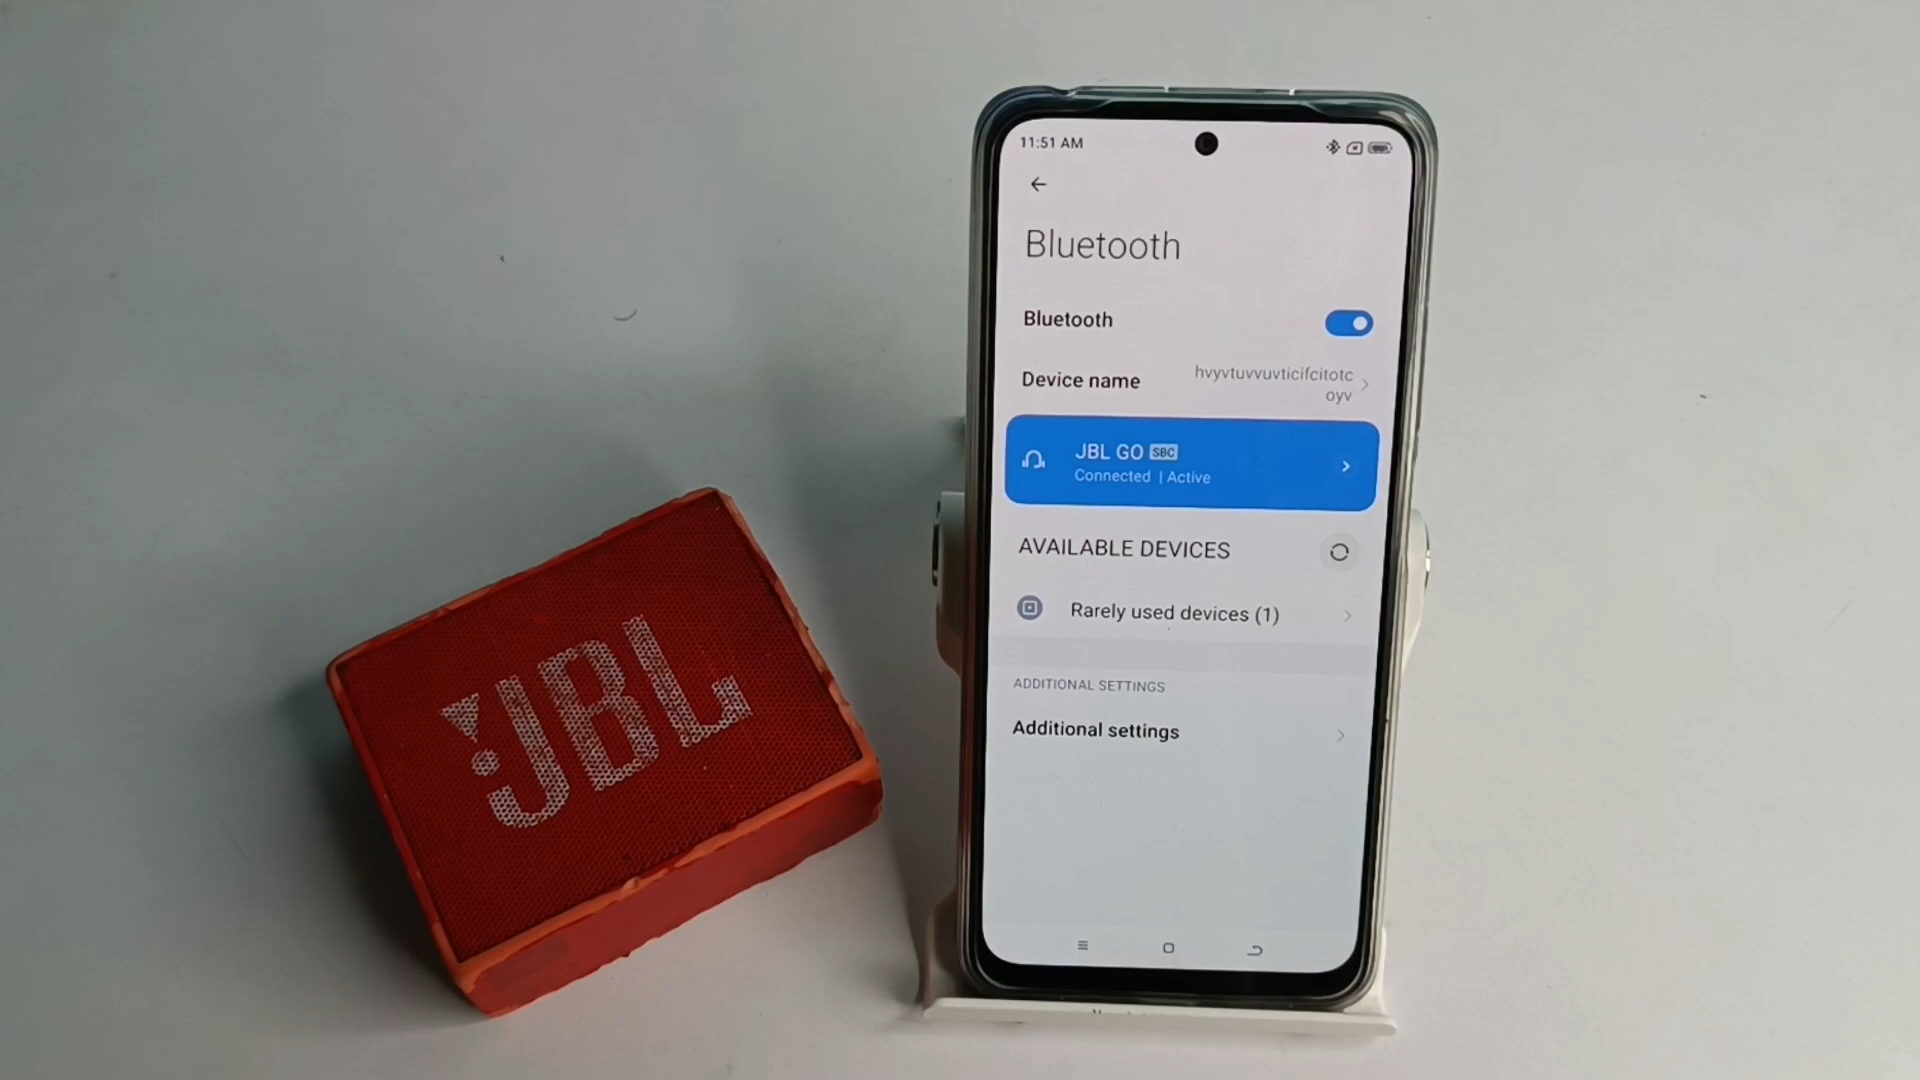 11:51 AM
Bluetooth
Bluetooth
Device name
hvyvtuvvuvticifcitotc
oyv
JBL GO SBC
Connected | Active
AVAILABLE DEVICES
Rarely used devices (1)
ADDITIONAL SETTINGS
Additional settings
JBL